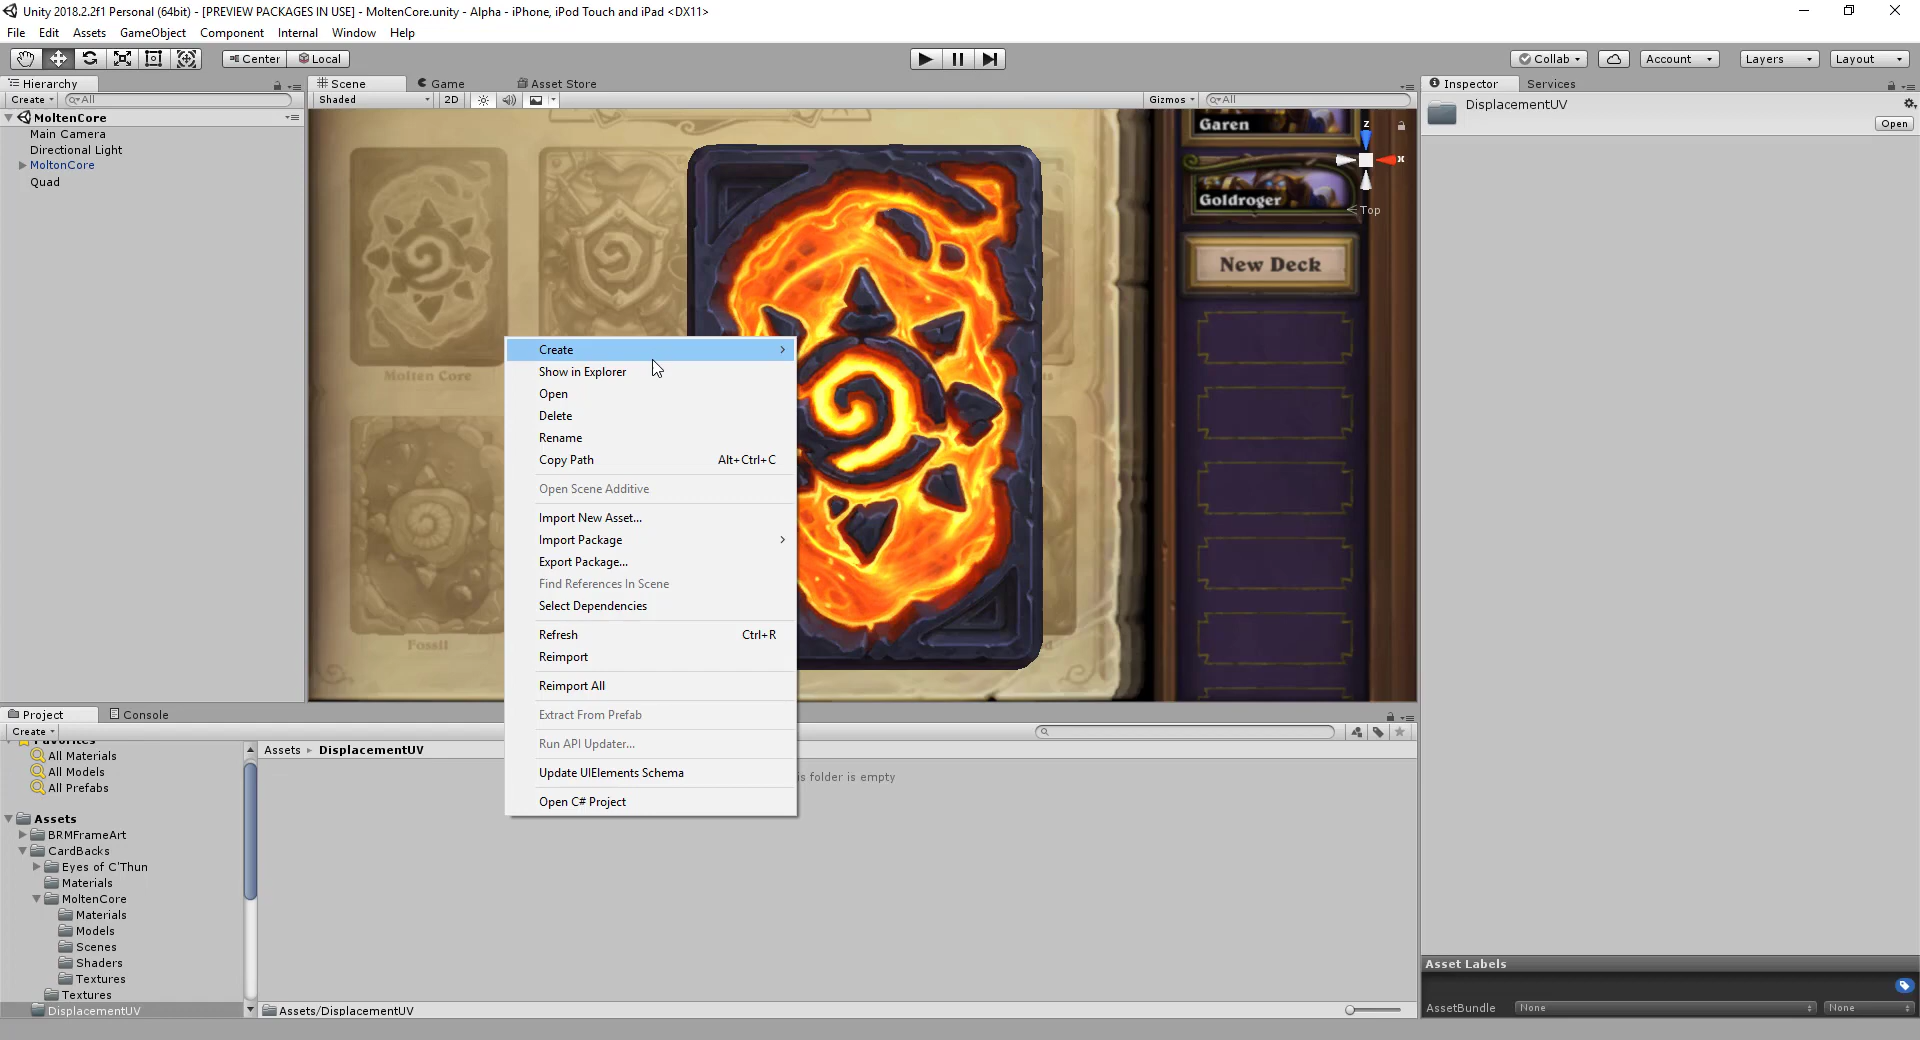 Unity 2018.2.2f1 Personal (64bit) - [PREVIEW PACKAGES IN USE] - MoltenCore.unity - Alpha - iPhone, iPod Touch and iPad <DX11>
File Edit Assets GameObject Component Internal Window Help
Center Local Collab Account Layers Layout
Hierarchy
Create All
MoltenCore
Main Camera
Directional Light
MoltonCore
Quad
Scene Game Asset Store
Shaded 2D Gizmos All
Garen
Goldroger
New Deck
Molten Core
Fossil
z
x
Top
Create
Show in Explorer
Open
Delete
Rename
Copy Path Alt+Ctrl+C
Open Scene Additive
Import New Asset...
Import Package
Export Package...
Find References In Scene
Select Dependencies
Refresh Ctrl+R
Reimport
Reimport All
Extract From Prefab
Run API Updater...
Update UIElements Schema
Open C# Project
Inspector Services
DisplacementUV
Open
Project Console
Create
Favorites
All Materials
All Models
All Prefabs
Assets
BRMFrameArt
CardBacks
Eyes of C'Thun
Materials
MoltenCore
Materials
Models
Scenes
Shaders
Textures
Textures
DisplacementUV
Assets DisplacementUV
s folder is empty
Assets/DisplacementUV
Asset Labels
AssetBundle None None